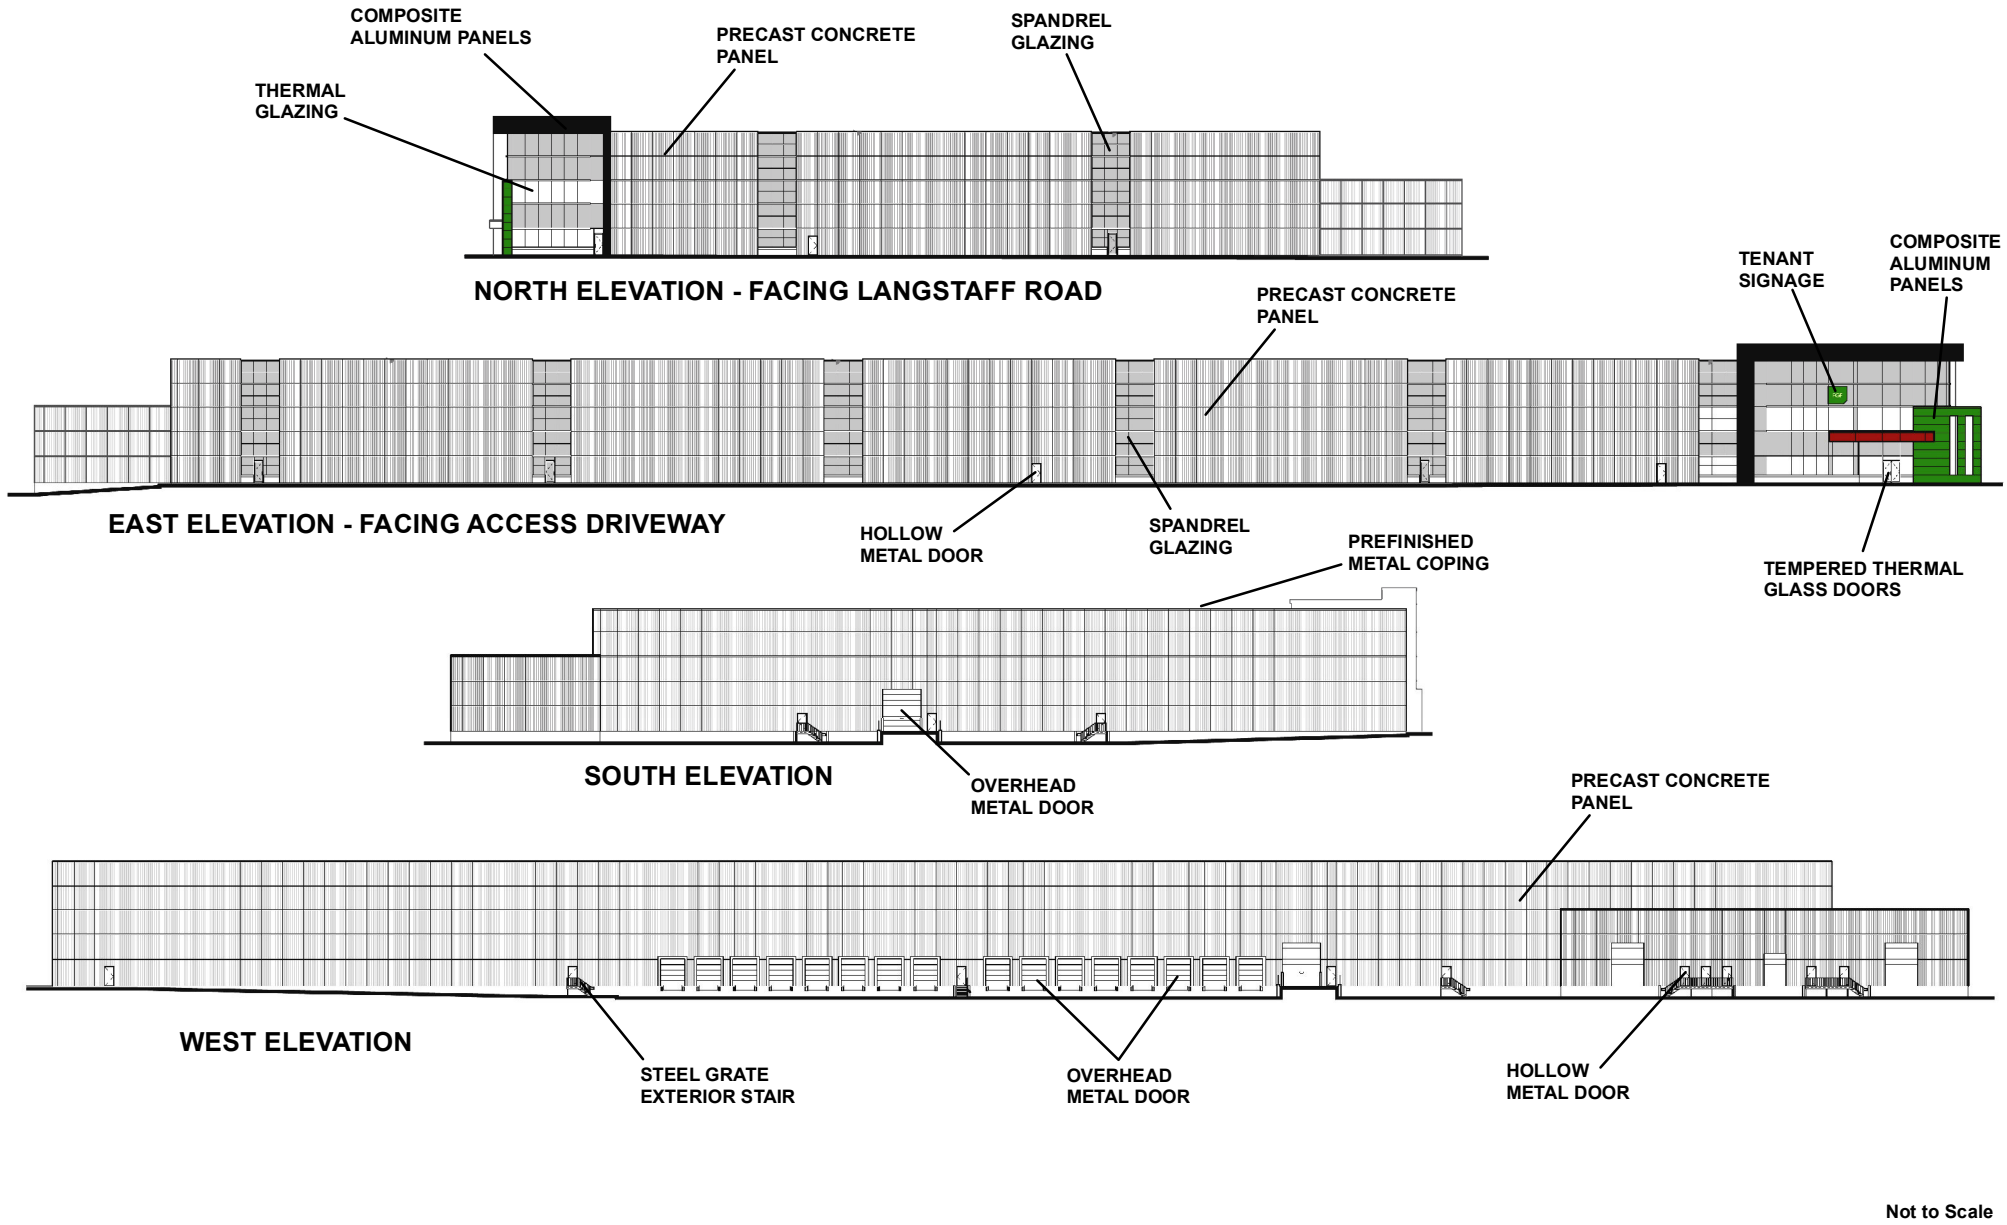 COMPOSITE
ALUMINUM PANELS
PRECAST CONCRETE
PANEL
SPANDREL
GLAZING
THERMAL
GLAZING
NORTH ELEVATION - FACING LANGSTAFF ROAD
PRECAST CONCRETE
PANEL
TENANT
SIGNAGE
COMPOSITE
ALUMINUM
PANELS
EAST ELEVATION - FACING ACCESS DRIVEWAY
HOLLOW
METAL DOOR
SPANDREL
GLAZING
PREFINISHED
METAL COPING
TEMPERED THERMAL
GLASS DOORS
SOUTH ELEVATION
OVERHEAD
METAL DOOR
PRECAST CONCRETE
PANEL
WEST ELEVATION
STEEL GRATE
EXTERIOR STAIR
OVERHEAD
METAL DOOR
HOLLOW
METAL DOOR
Not to Scale